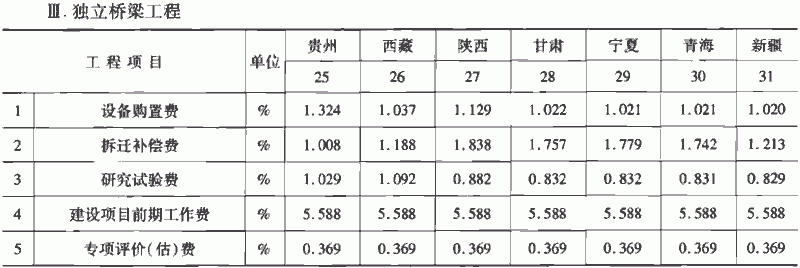 Ⅲ.独立桥梁工程
工程项目 单位 贵州 西藏 陕西 甘肃 宁夏 青海 新疆
25 26 27 28 29 30 31
1 设备购置费 % 1.324 1.037 1.129 1.022 1.021 1.021 1.020
2 拆迁补偿费 % 1.008 1.188 1.838 1.757 1.779 1.742 1.213
3 研究试验费 % 1.029 1.092 0.882 0.832 0.832 0.831 0.829
4 建设项目前期工作费 % 5.588 5.588 5.588 5.588 5.588 5.588 5.588
5 专项评价(估)费 % 0.369 0.369 0.369 0.369 0.369 0.369 0.369